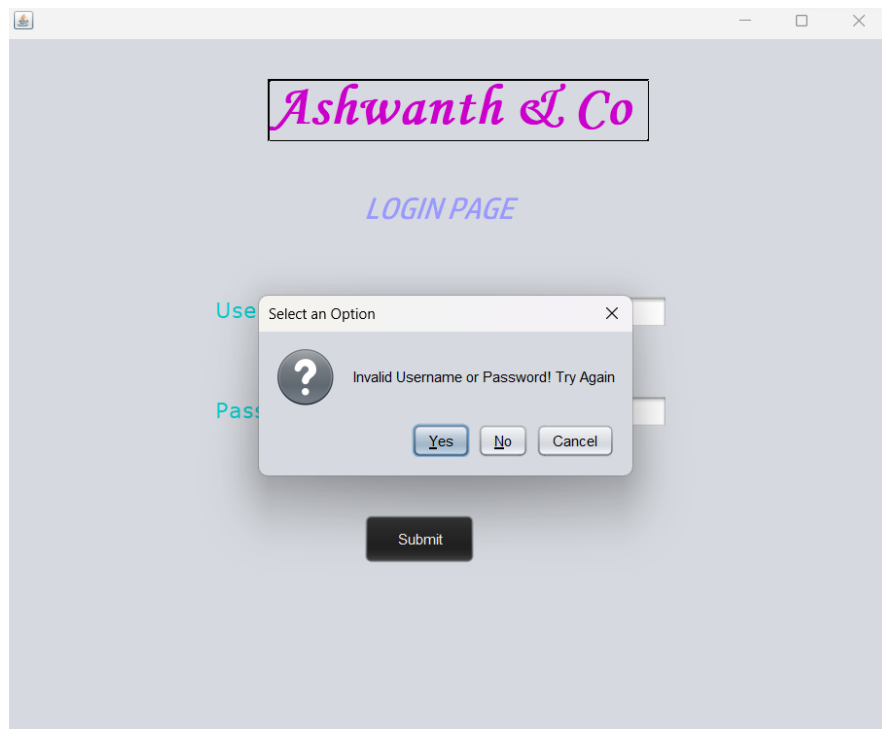 Ashwanth & Co
LOGIN PAGE
Use
Select an Option
Invalid Username or Password! Try Again
Pass
Yes No Cancel
Submit